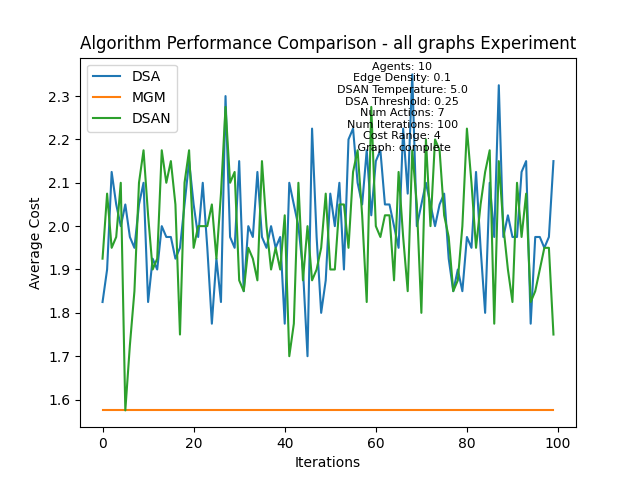 Algorithm Performance Comparison - all graphs Experiment
DSA
MGM
DSAN
Agents: 10
Edge Density: 0.1
DSAN Temperature: 5.0
DSA Threshold: 0.25
Num Actions: 7
Num Iterations: 100
Cost Range: 4
Graph: complete
Average Cost
2.3
2.2
2.1
2.0
1.9
1.8
1.7
1.6
0
20
40
60
80
100
Iterations